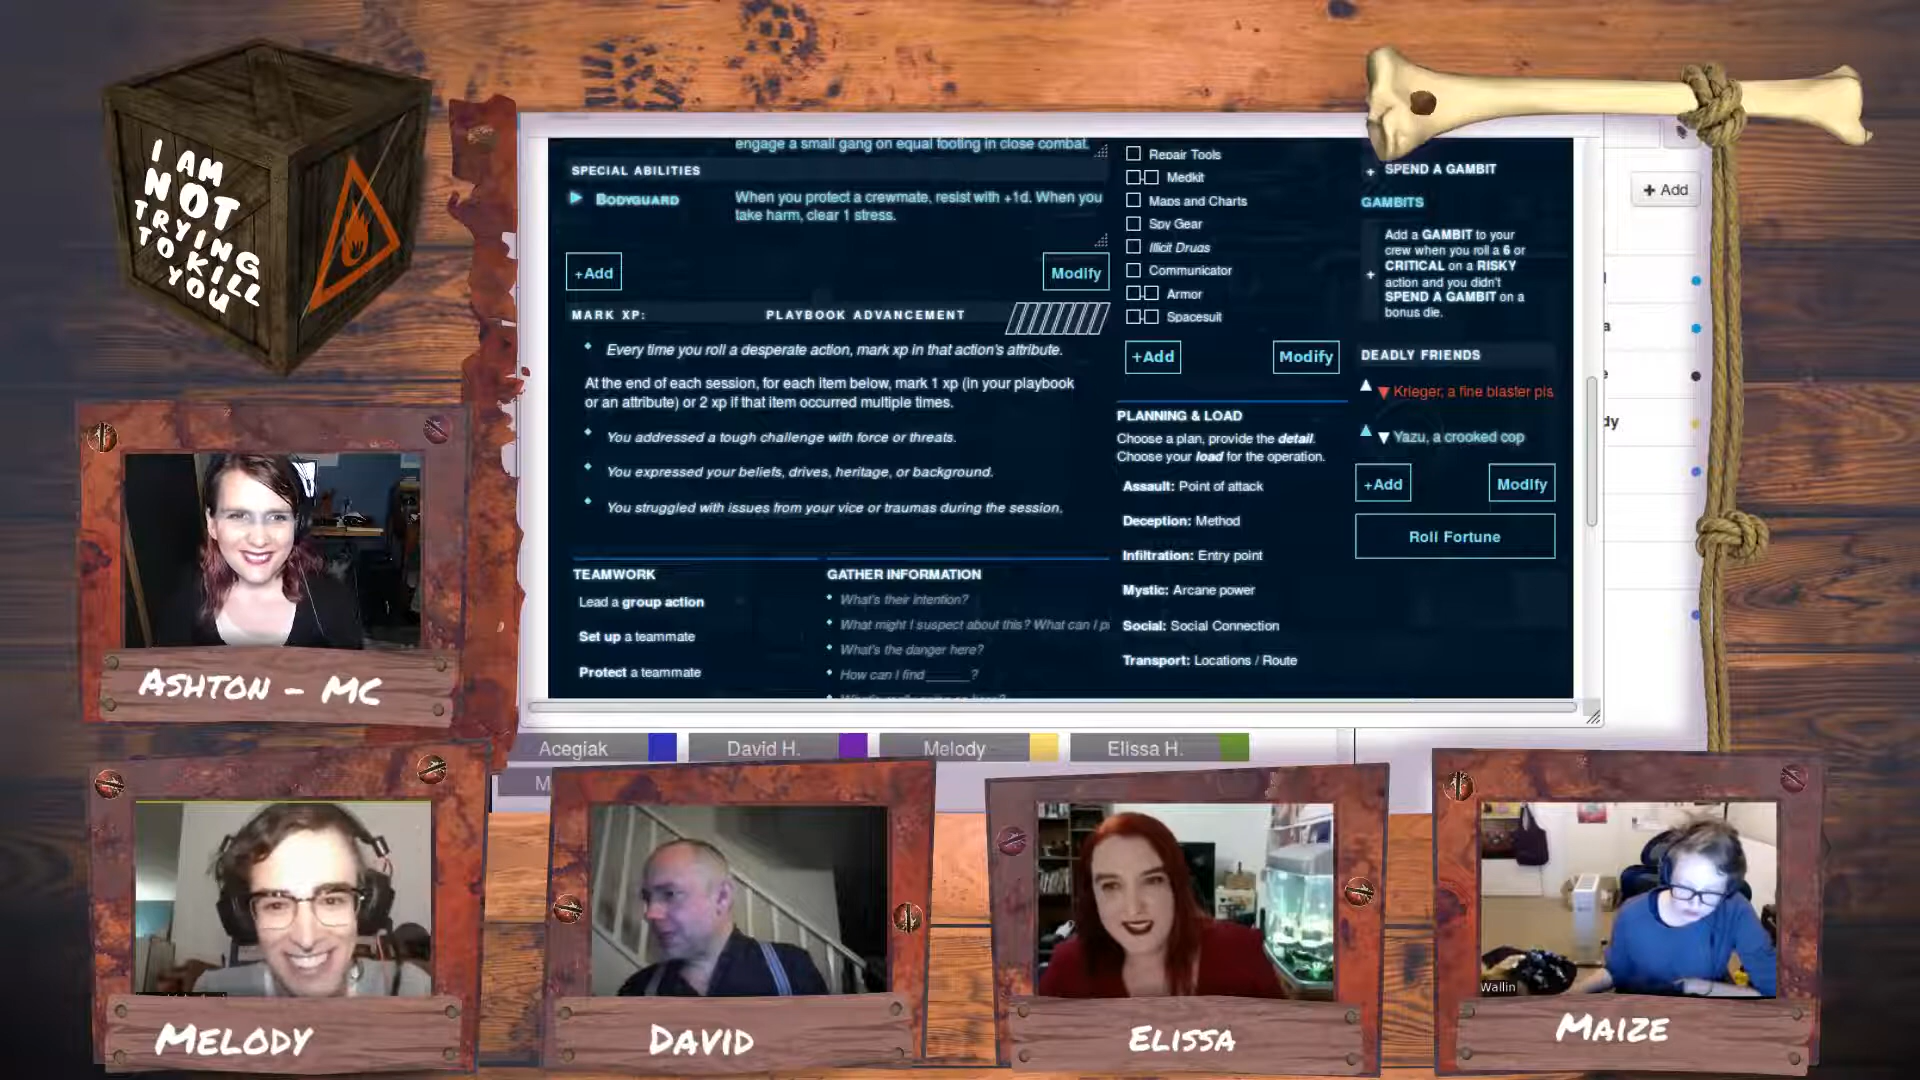 I AM
NOT
TRYING
TO KILL
YOU
engage a small gang on equal footing in close combat.
SPECIAL ABILITIES
BODYGUARD
When you protect a crewmate, resist with +1d. When you
take harm, clear 1 stress.
+Add
Modify
MARK XP:
PLAYBOOK ADVANCEMENT
Every time you roll a desperate action, mark xp in that action's attribute.
At the end of each session, for each item below, mark 1 xp (in your playbook
or an attribute) or 2 xp if that item occurred multiple times.
You addressed a tough challenge with force or threats.
You expressed your beliefs, drives, heritage, or background.
You struggled with issues from your vice or traumas during the session.
TEAMWORK
Lead a group action
Set up a teammate
Protect a teammate
GATHER INFORMATION
What's their intention?
What might I suspect about this? What can I p
What's the danger here?
How can I find ______?
Repair Tools
Medkit
Maps and Charts
Spy Gear
Illicit Drugs
Communicator
Armor
Spacesuit
+Add
Modify
PLANNING & LOAD
Choose a plan, provide the detail.
Choose your load for the operation.
Assault: Point of attack
Deception: Method
Infiltration: Entry point
Mystic: Arcane power
Social: Social Connection
Transport: Locations / Route
+ SPEND A GAMBIT
GAMBITS
Add a GAMBIT to your
crew when you roll a 6 or
CRITICAL on a RISKY
+ action and you didn't
SPEND A GAMBIT on a
bonus die.
DEADLY FRIENDS
Krieger, a fine blaster pis
Yazu, a crooked cop
+Add
Modify
Roll Fortune
+ Add
a
e
dy
Acegiak
David H.
Melody
Elissa H.
M
ASHTON - MC
MELODY
DAVID
ELISSA
Wallin
MAIZE